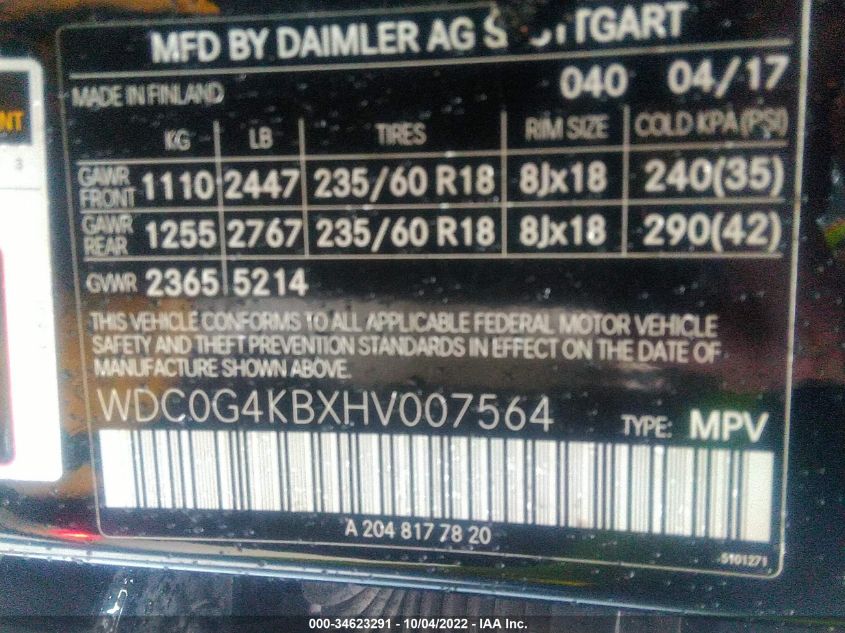 MFD BY DAIMLER AG
MADE IN FINLAND 040 04/17
KG LB TIRES RIM SIZE COLD KPA (PSI)
GAWR FRONT 1110 2447 235/60 R18 8Jx18 240(35)
GAWR REAR 1255 2767 235/60 R18 8Jx18 290(42)
GVWR 2365 5214
THIS VEHICLE CONFORMS TO ALL APPLICABLE FEDERAL MOTOR VEHICLE
SAFETY AND THEFT PREVENTION STANDARDS IN EFFECT ON THE DATE OF
MANUFACTURE SHOWN ABOVE.
WDC0G4KBXHV007564 TYPE: MPV
A 204 817 78 20
5101271
000-34623291 - 10/04/2022 - IAA Inc.